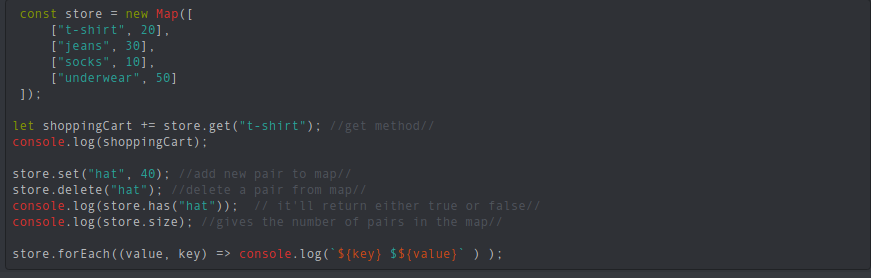 const store = new Map([
["t-shirt", 20],
["jeans", 30],
["socks", 10],
["underwear", 50]
]);
let shoppingCart += store.get("t-shirt"); //get method//
console.log(shoppingCart);
store.set("hat", 40); //add new pair to map//
store.delete("hat"); //delete a pair from map//
console.log(store.has("hat")); // it'll return either true or false//
console.log(store.size); //gives the number of pairs in the map//
store.forEach((value, key) => console.log(`${key} $${value}` ) );